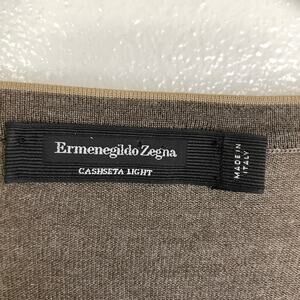 Ermenegildo Zegna
CASHSETA LIGHT
MADE IN
ITALY